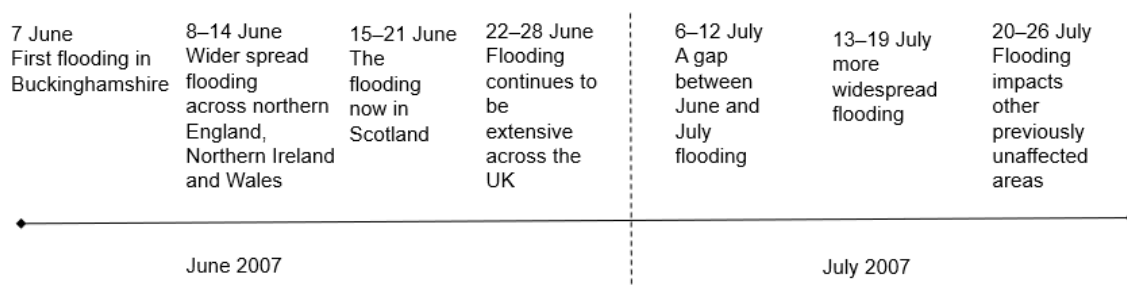 7 June
First flooding in
Buckinghamshire
8–14 June
Wider spread
flooding
across northern
England,
Northern Ireland
and Wales
15–21 June
The
flooding
now in
Scotland
22–28 June
Flooding
continues to
be
extensive
across the
UK
6–12 July
A gap
between
June and
July
flooding
13–19 July
more
widespread
flooding
20–26 July
Flooding
impacts
other
previously
unaffected
areas
June 2007
July 2007